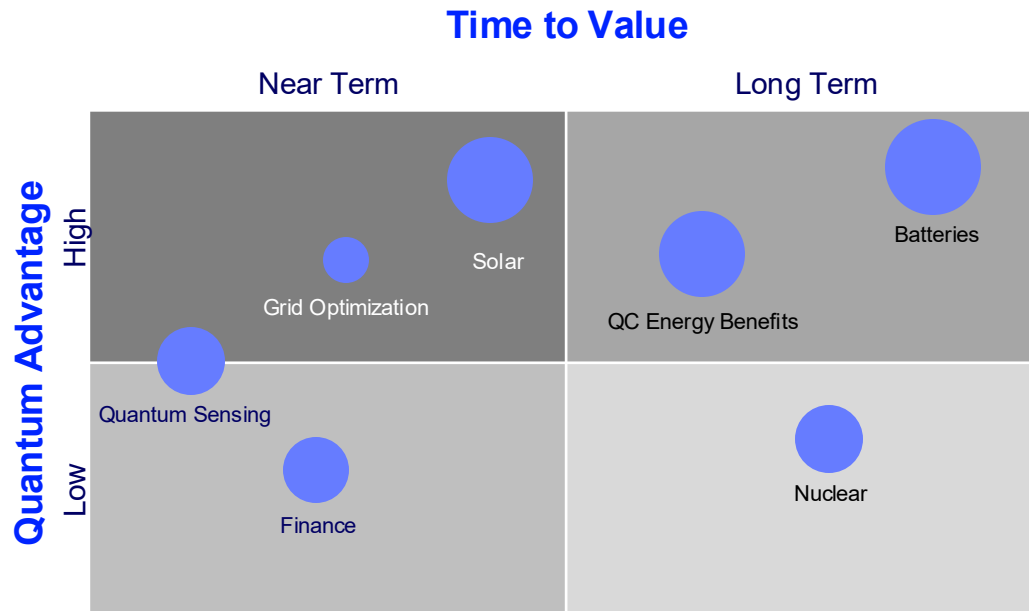 Time to Value
Near Term
Long Term
Quantum Advantage
High
Low
Solar
Batteries
Grid Optimization
QC Energy Benefits
Quantum Sensing
Finance
Nuclear